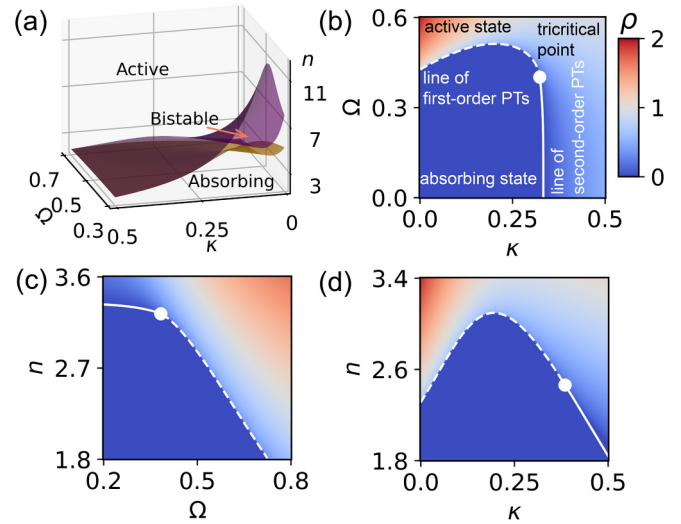 (a)
n
Active
11
Bistable
7
Absorbing
3
0.7
0.5
0.3
Ω
0.5
0.25
0
κ
(b)
0.6
0.3
0.0
Ω
active state
tricritical
point
line of
first-order PTs
absorbing state
line of
second-order PTs
0.00
0.25
0.5
κ
ρ
2
1
0
(c)
3.6
2.7
1.8
n
0.2
0.5
0.8
Ω
(d)
3.4
2.6
1.8
n
0.00
0.25
0.50
κ